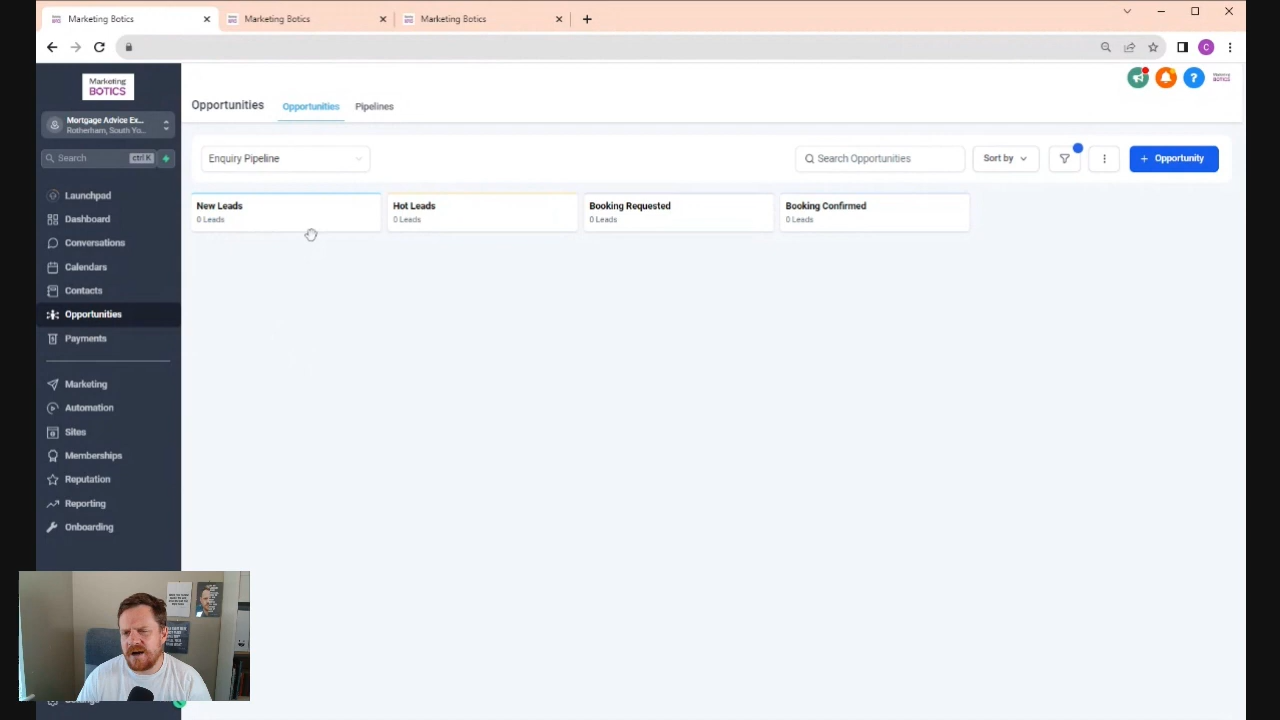 Marketing Botics
Marketing Botics
Marketing Botics
C
Marketing
BOTICS
Mortgage Advice Ex...
Rotherham, South Yo...
Search
ctrl K
Launchpad
Dashboard
Conversations
Calendars
Contacts
Opportunities
Payments
Marketing
Automation
Sites
Memberships
Reputation
Reporting
Onboarding
Opportunities
Opportunities
Pipelines
Enquiry Pipeline
Search Opportunities
Sort by
+ Opportunity
New Leads
0 Leads
Hot Leads
0 Leads
Booking Requested
0 Leads
Booking Confirmed
0 Leads